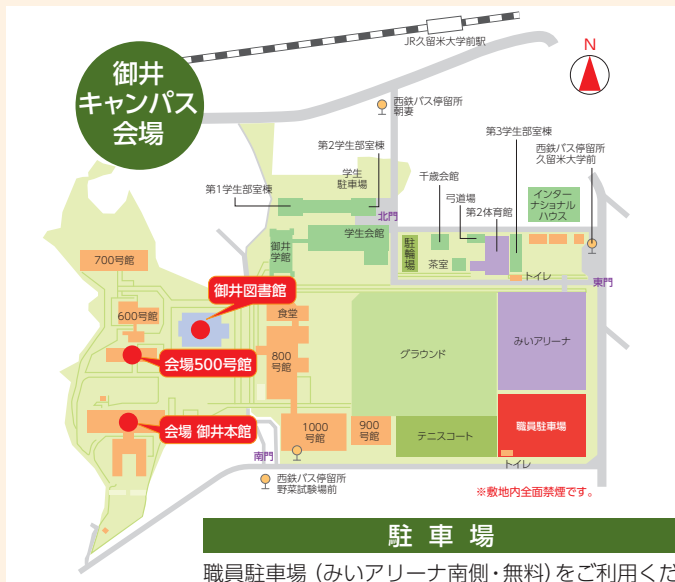 JR久留米大学前駅
御井
キャンパス
会場
N
西鉄バス停留所
朝妻
第2学生部室棟
第3学生部室棟
西鉄バス停留所
久留米大学前
学生
駐車場
千歳会館
第1学生部室棟
弓道場
第2体育館
インター
ナショナル
ハウス
北門
学生会館
御井
学館
駐輪場
茶室
トイレ
東門
700号館
御井図書館
600号館
食堂
会場500号館
800
号館
グラウンド
みいアリーナ
会場 御井本館
1000
号館
900
号館
テニスコート
職員駐車場
南門
トイレ
西鉄バス停留所
野菜試験場前
※敷地内全面禁煙です。
駐車場
職員駐車場（みいアリーナ南側・無料）をご利用くだ